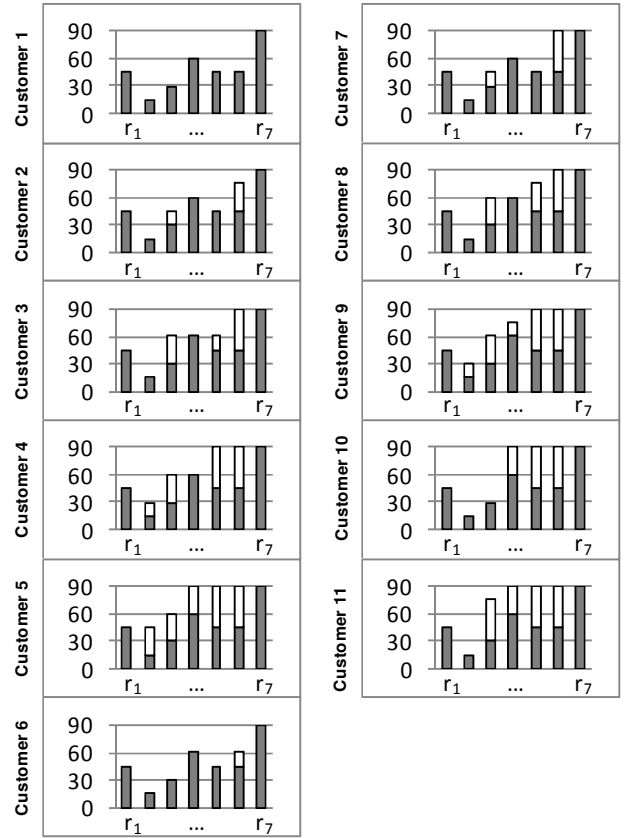 Customer 1
90
60
30
0
r1 ... r7
Customer 2
90
60
30
0
r1 ... r7
Customer 3
90
60
30
0
r1 ... r7
Customer 4
90
60
30
0
r1 ... r7
Customer 5
90
60
30
0
r1 ... r7
Customer 6
90
60
30
0
r1 ... r7
Customer 7
90
60
30
0
r1 ... r7
Customer 8
90
60
30
0
r1 ... r7
Customer 9
90
60
30
0
r1 ... r7
Customer 10
90
60
30
0
r1 ... r7
Customer 11
90
60
30
0
r1 ... r7